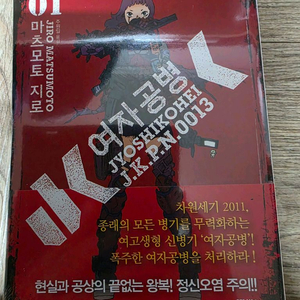 01
JIRO MATSUMOTO
마츠모토 지로
여자공병
JYOSHIKOHEI
J.K.P.N.0013
차원세기 2011,
종래의 모든 병기를 무력화하는
여고생형 신병기 '여자공병'!
폭주한 여자공병을 처리하라!
현실과 공상의 끝없는 왕복! 정신오염 주의!!